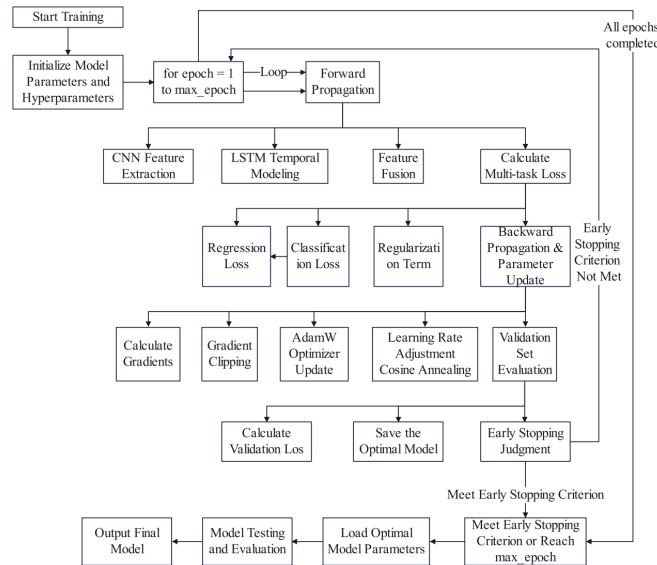 Start Training
All epochs
completed
Initialize Model
Parameters and
Hyperparameters
for epoch = 1
to max_epoch
Loop
Forward
Propagation
CNN Feature
Extraction
LSTM Temporal
Modeling
Feature
Fusion
Calculate
Multi-task Loss
Regression
Loss
Classificat
ion Loss
Regularizati
on Term
Backward
Propagation &
Parameter
Update
Early
Stopping
Criterion
Not Met
Calculate
Gradients
Gradient
Clipping
AdamW
Optimizer
Update
Learning Rate
Adjustment
Cosine Annealing
Validation
Set
Evaluation
Calculate
Validation Los
Save the
Optimal Model
Early Stopping
Judgment
Meet Early Stopping Criterion
Output Final
Model
Model Testing
and Evaluation
Load Optimal
Model Parameters
Meet Early Stopping
Criterion or Reach
max_epoch